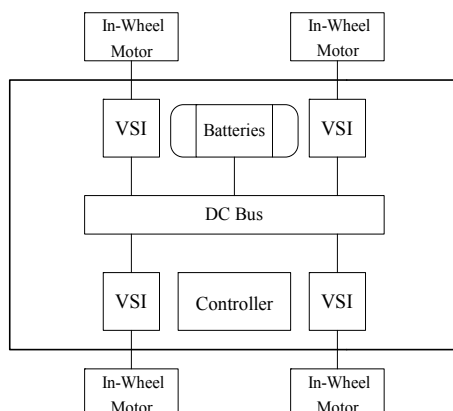 In-Wheel
Motor
In-Wheel
Motor
VSI
Batteries
VSI
DC Bus
VSI
Controller
VSI
In-Wheel
Motor
In-Wheel
Motor